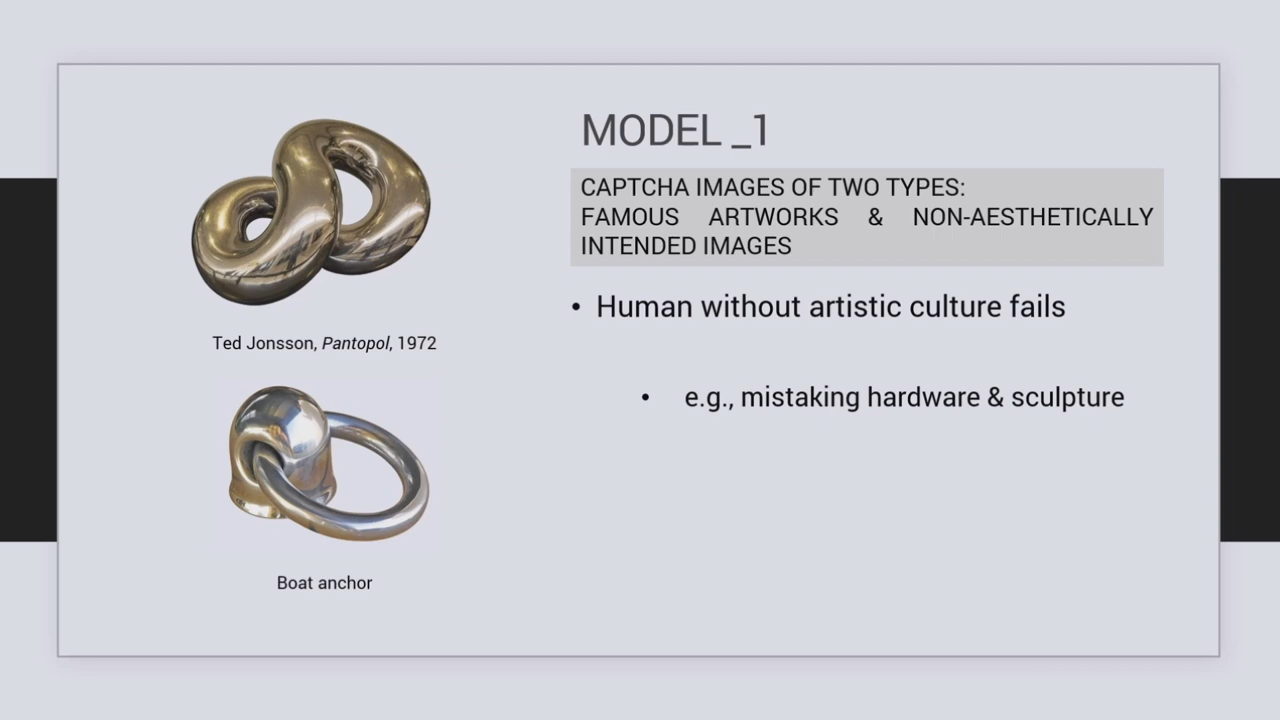 MODEL _1
CAPTCHA IMAGES OF TWO TYPES:
FAMOUS ARTWORKS & NON-AESTHETICALLY
INTENDED IMAGES
• Human without artistic culture fails
• e.g., mistaking hardware & sculpture
Ted Jonsson, Pantopol, 1972
Boat anchor